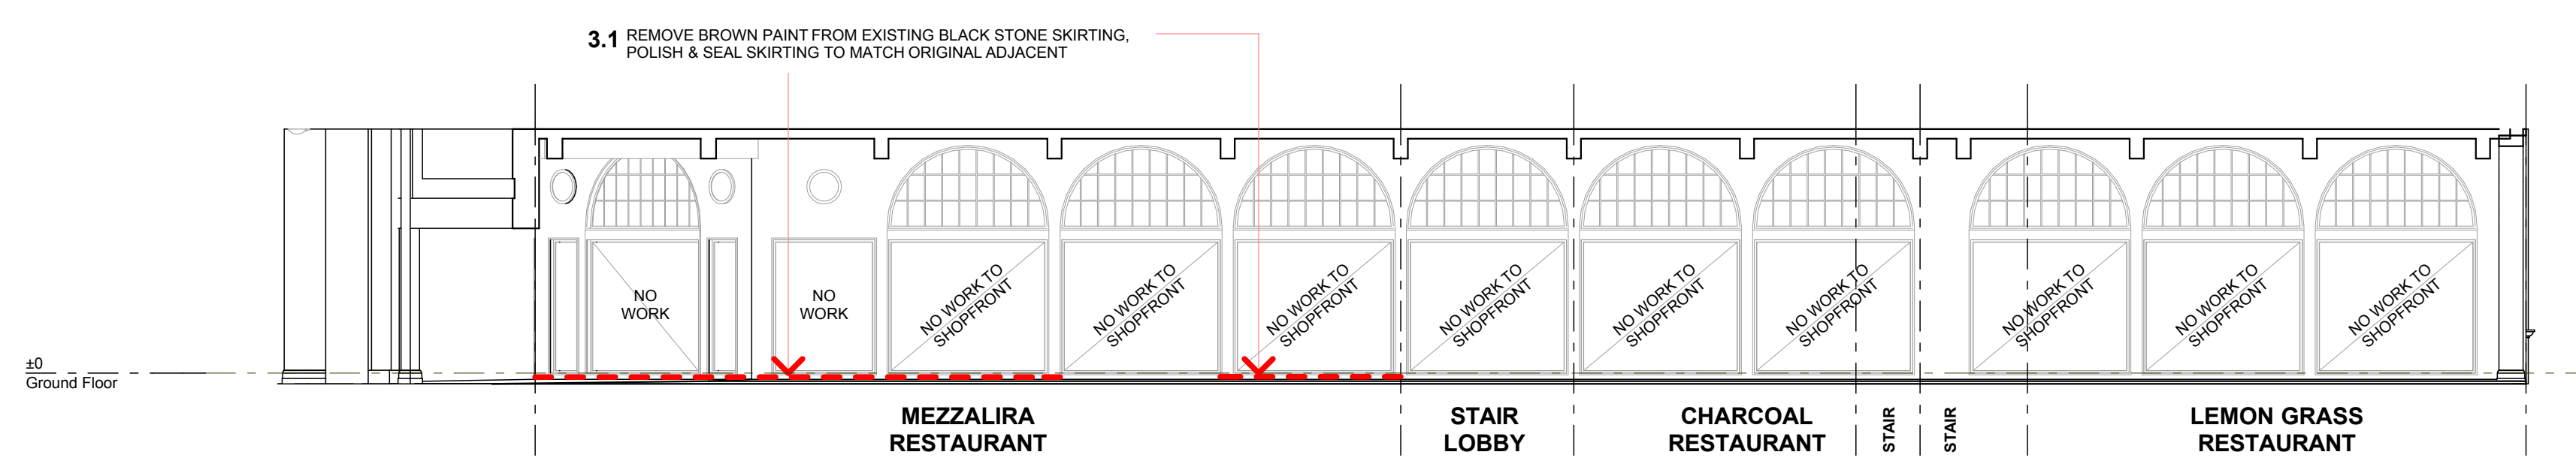 3.1 REMOVE BROWN PAINT FROM EXISTING BLACK STONE SKIRTING,
POLISH & SEAL SKIRTING TO MATCH ORIGINAL ADJACENT
NO
WORK
NO
WORK
NO WORK TO
SHOPFRONT
NO WORK TO
SHOPFRONT
NO WORK TO
SHOPFRONT
NO WORK TO
SHOPFRONT
NO WORK TO
SHOPFRONT
NO WORK TO
SHOPFRONT
NO WORK TO
SHOPFRONT
NO WORK TO
SHOPFRONT
NO WORK TO
SHOPFRONT
±0
Ground Floor
MEZZALIRA
RESTAURANT
STAIR
LOBBY
CHARCOAL
RESTAURANT
STAIR
STAIR
LEMON GRASS
RESTAURANT